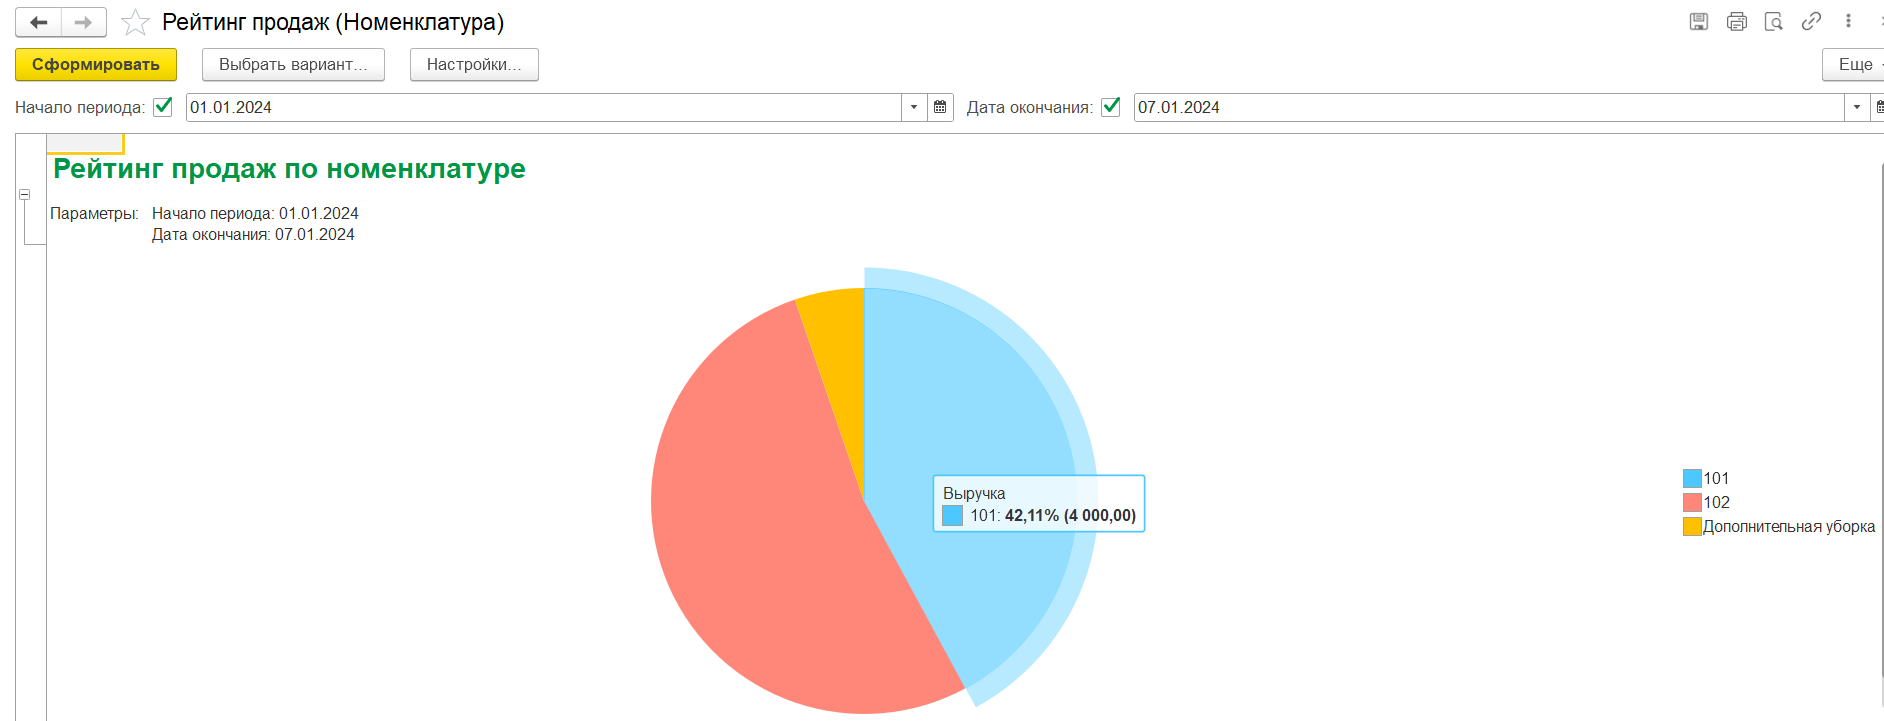 Рейтинг продаж (Номенклатура)
Сформировать
Выбрать вариант...
Настройки...
Еще
Начало периода:
01.01.2024
Дата окончания:
07.01.2024
Рейтинг продаж по номенклатуре
Параметры: Начало периода: 01.01.2024
Дата окончания: 07.01.2024
Выручка
101: 42,11% (4 000,00)
101
102
Дополнительная уборка